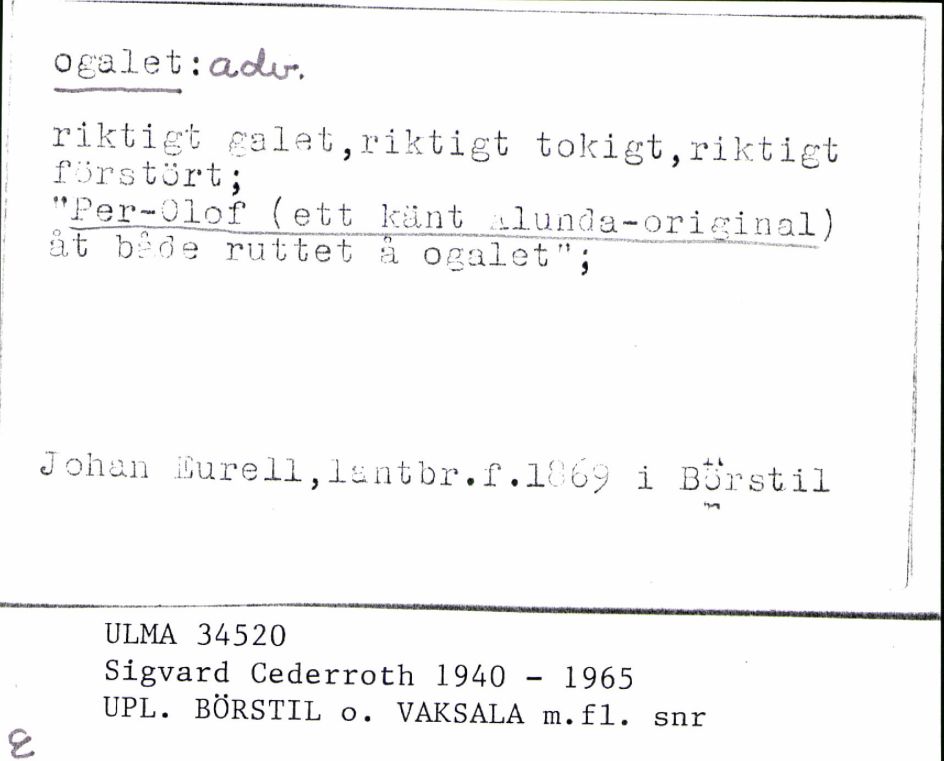 ogalet: adv.
riktigt galet,riktigt tokigt,riktigt
förstört;
"Per-Olof (ett känt Alunda-original)
åt både ruttet å ogalet";
Johan Eurell,lantbr.f.1869 i Börstil
ULMA 34520
Sigvard Cederroth 1940 - 1965
UPL. BÖRSTIL o. VAKSALA m.fl. snr